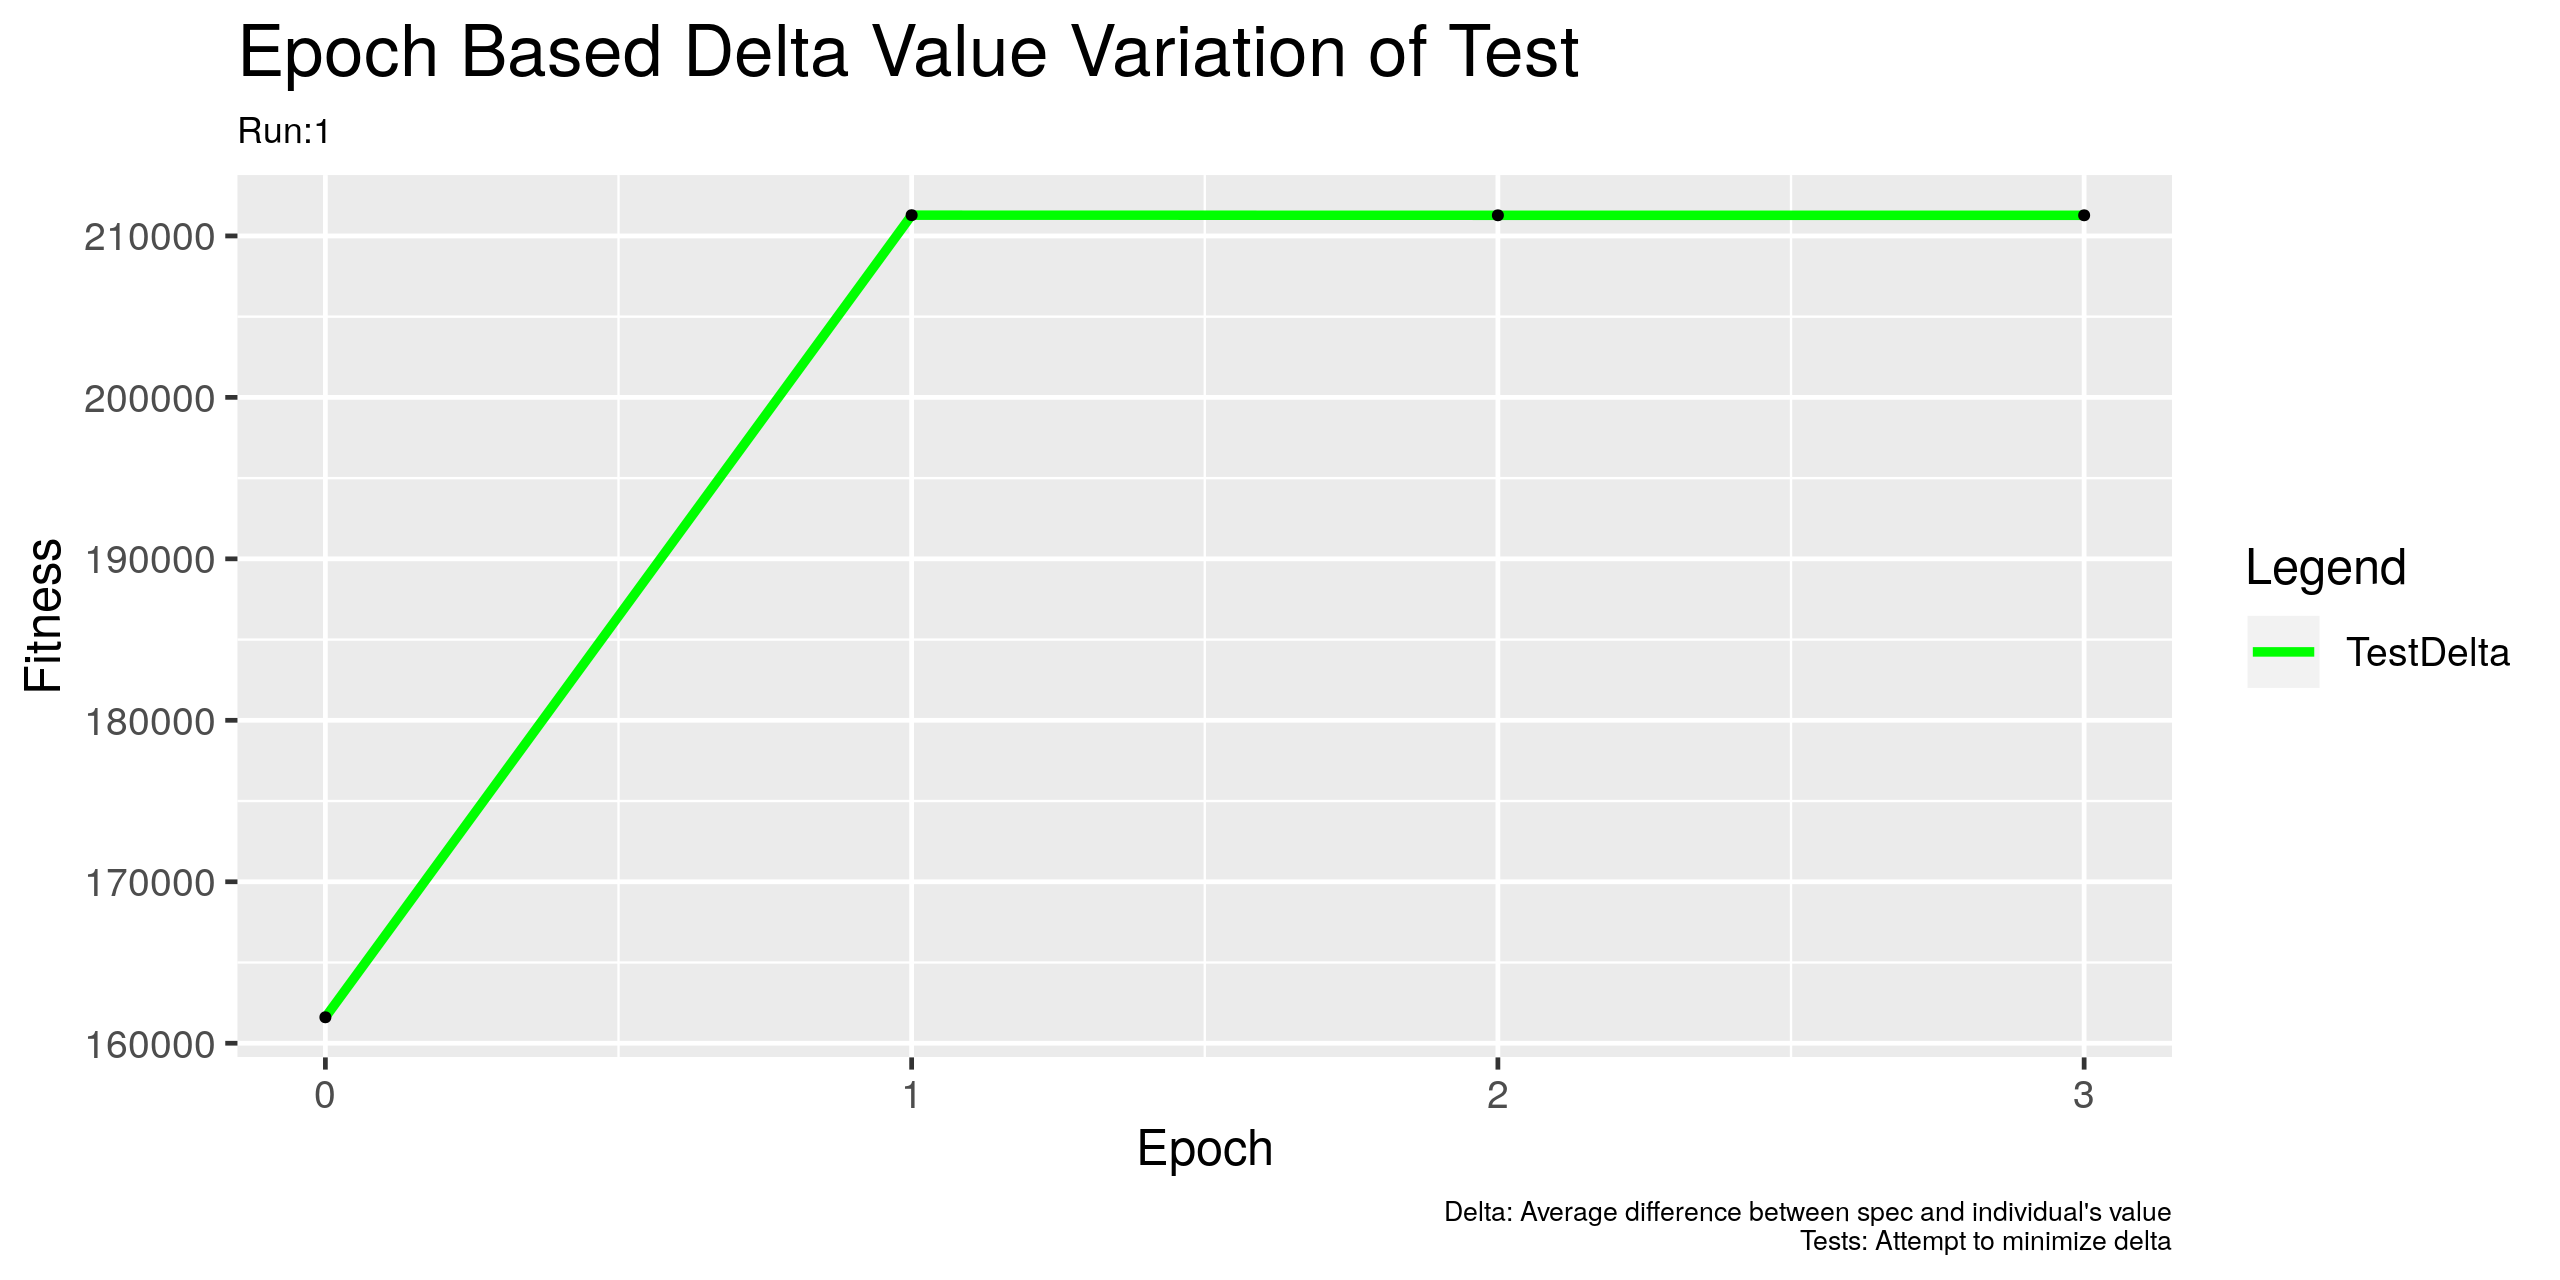 Epoch Based Delta Value Variation of Test
Run:1
Fitness
210000
200000
190000
180000
170000
160000
0 1 2 3
Epoch
Legend
TestDelta
Delta: Average difference between spec and individual's value
Tests: Attempt to minimize delta